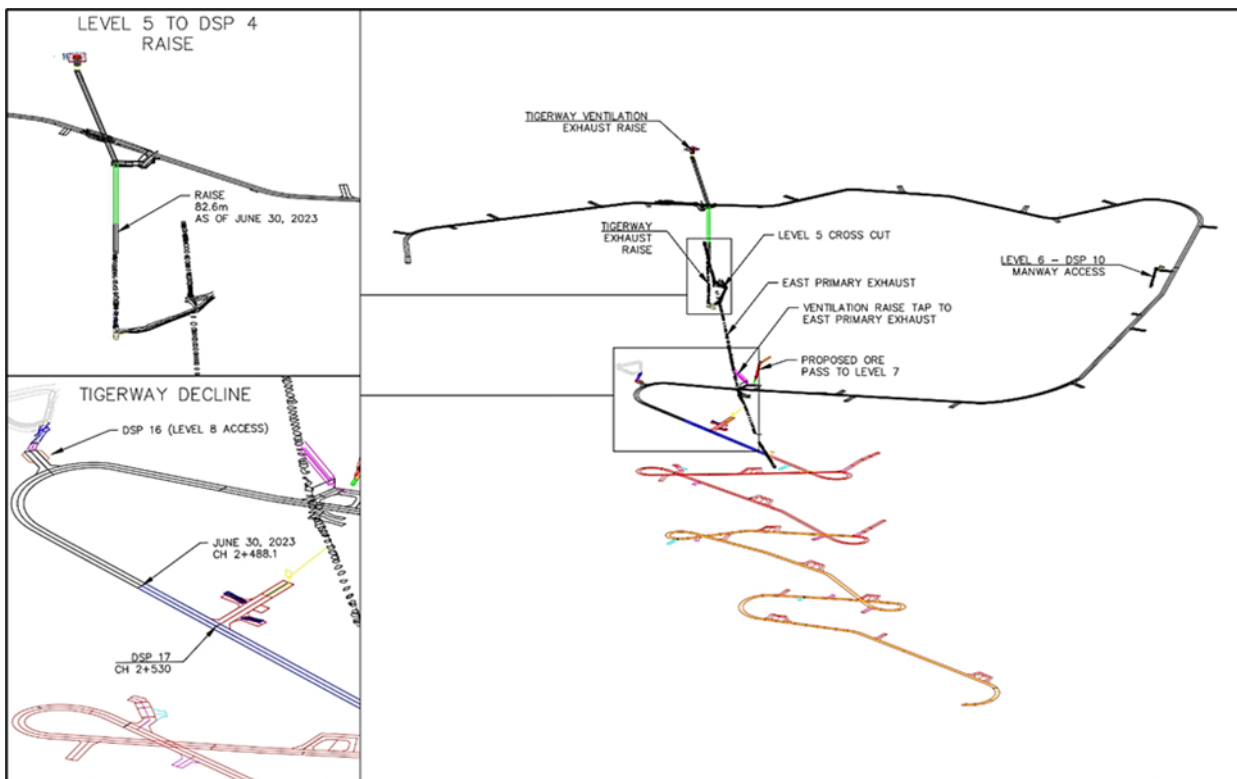 LEVEL 5 TO DSP 4
RAISE
RAISE
82.6m
AS OF JUNE 30, 2023
TIGERWAY DECLINE
DSP 16 (LEVEL 8 ACCESS)
JUNE 30, 2023
CH 2+488.1
DSP 17
CH 2+530
TIGERWAY VENTILATION
EXHAUST RAISE
TIGERWAY
EXHAUST
RAISE
LEVEL 5 CROSS CUT
LEVEL 6 - DSP 10
MANWAY ACCESS
EAST PRIMARY EXHAUST
VENTILATION RAISE TAP TO
EAST PRIMARY EXHAUST
PROPOSED ORE
PASS TO LEVEL 7